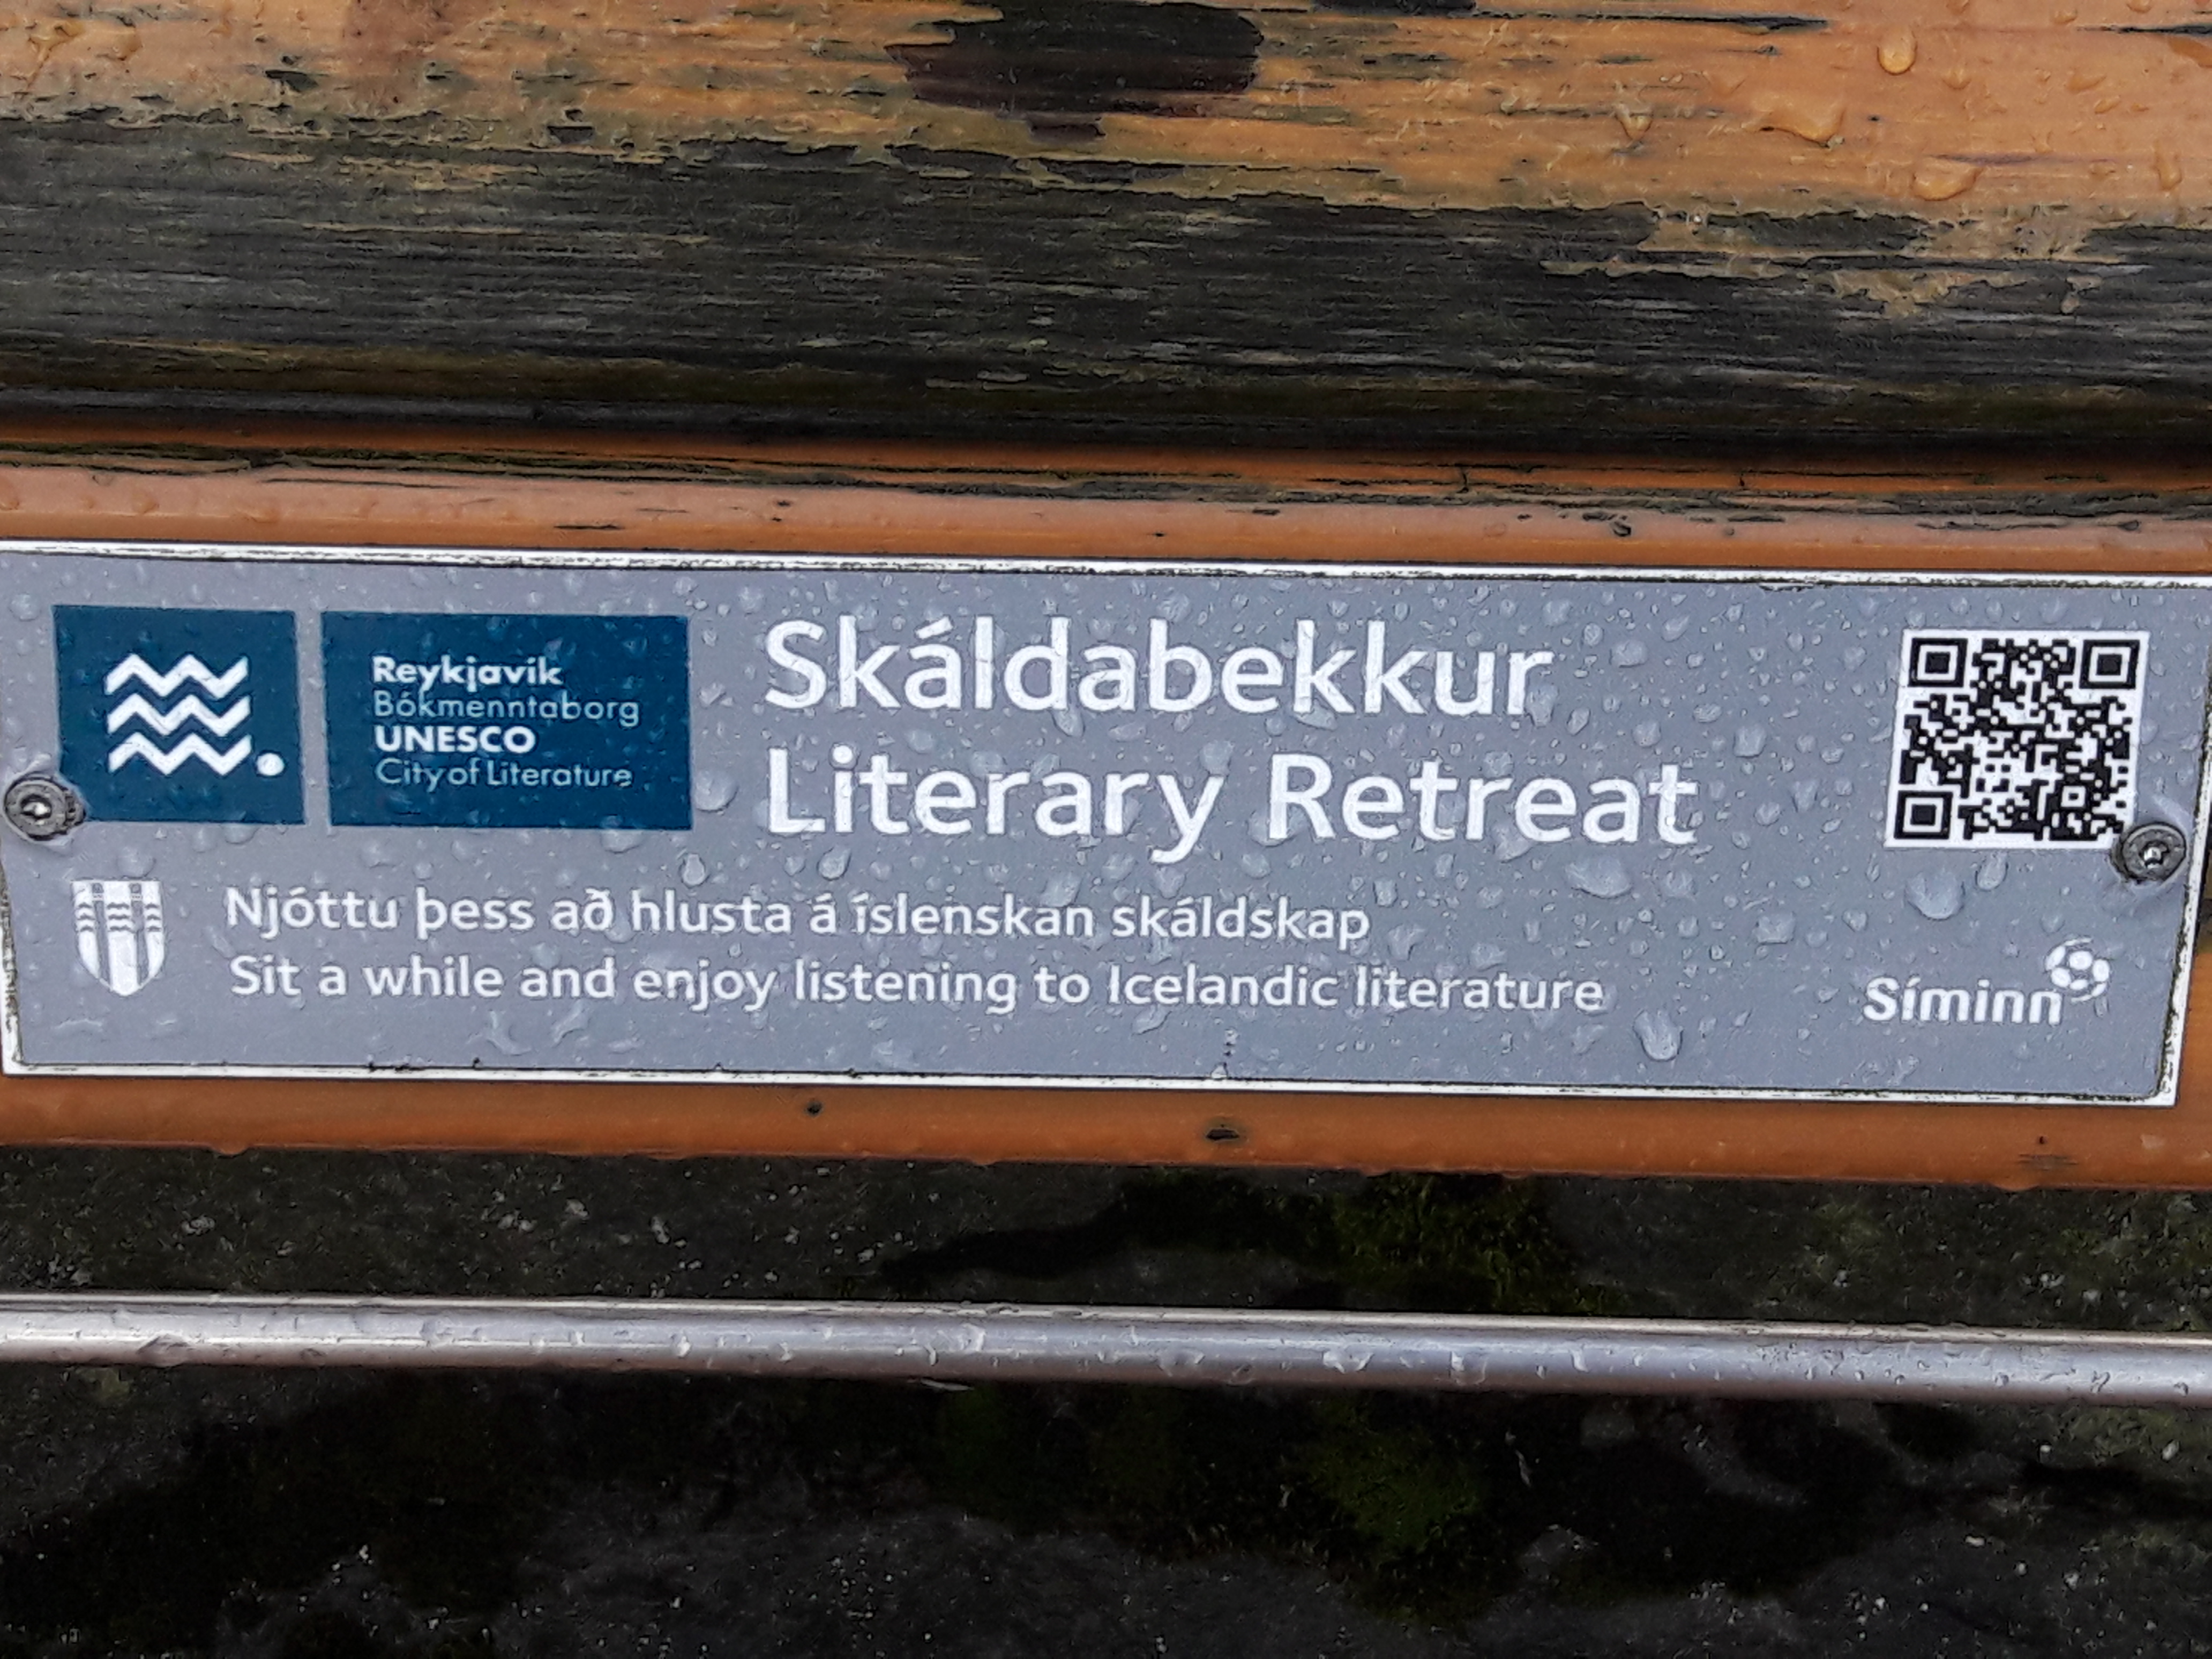 Reykjavík
Bókmenntaborg
UNESCO
City of Literature
Skáldabekkur
Literary Retreat
Njóttu þess að hlusta á íslenskan skáldskap
Sit a while and enjoy listening to Icelandic literature
Síminn